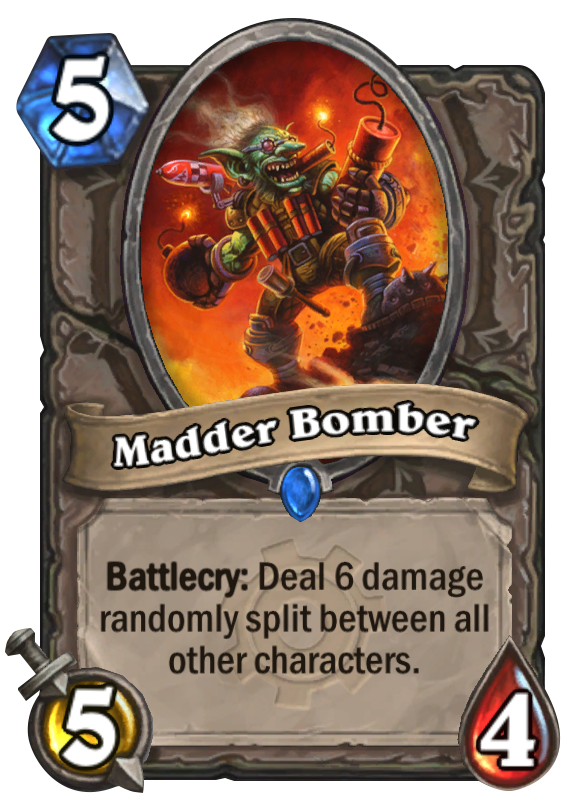 5
Madder Bomber
Battlecry: Deal 6 damage
randomly split between all
other characters.
5
4